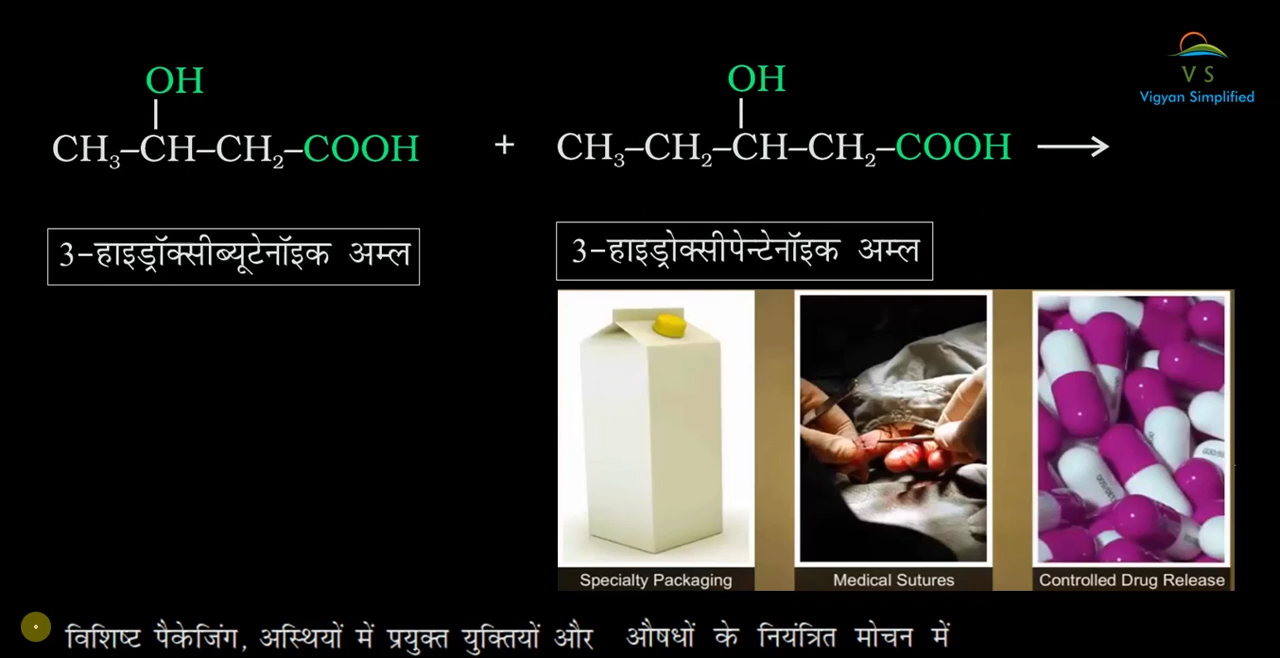 OH OH
CH₃–CH–CH₂–COOH + CH₃–CH₂–CH–CH₂–COOH ⟶
V S
Vigyan Simplified
3-हाइड्रॉक्सीब्यूटेनॉइक अम्ल
3-हाइड्रोक्सीपेन्टेनॉइक अम्ल
Specialty Packaging
Medical Sutures
Controlled Drug Release
विशिष्ट पैकेजिंग, अस्थियों में प्रयुक्त युक्तियों और औषधों के नियंत्रित मोचन में